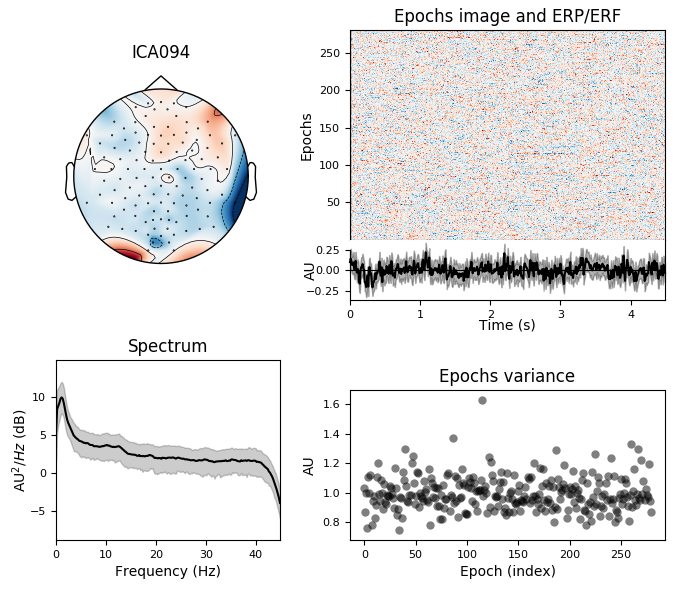 ICA094
Epochs image and ERP/ERF
Epochs
250
200
150
100
50
AU
0.25
0.00
−0.25
0 1 2 3 4
Time (s)
Spectrum
AU²/Hz (dB)
10
5
0
−5
0 10 20 30 40
Frequency (Hz)
Epochs variance
AU
1.6
1.4
1.2
1.0
0.8
0 50 100 150 200 250
Epoch (index)